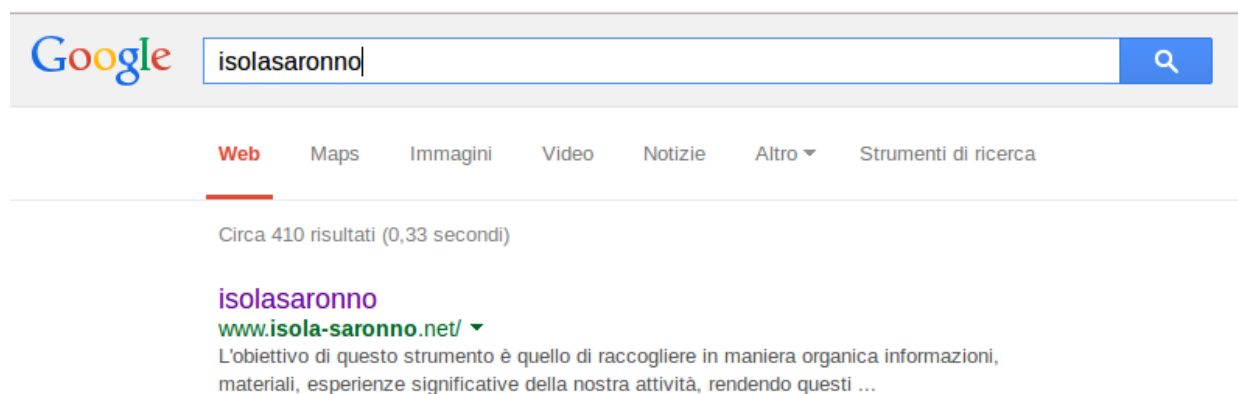 Google isolasaronno
Web Maps Immagini Video Notizie Altro Strumenti di ricerca
Circa 410 risultati (0,33 secondi)
isolasaronno
www.isola-saronno.net/
L'obiettivo di questo strumento è quello di raccogliere in maniera organica informazioni,
materiali, esperienze significative della nostra attività, rendendo questi ...